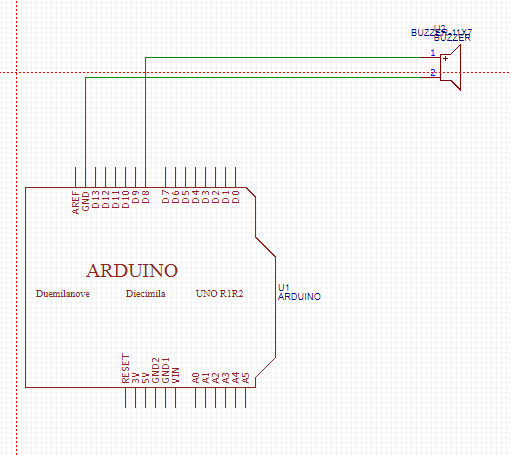 U2
BUZZER-11X7
BUZZER
1
+
2
AREF
GND
D13
D12
D11
D10
D9
D8
D7
D6
D5
D4
D3
D2
D1
D0
ARDUINO
Duemilanove Diecimila UNO R1R2
U1
ARDUINO
RESET
3V
5V
GND2
GND1
VIN
A0
A1
A2
A3
A4
A5